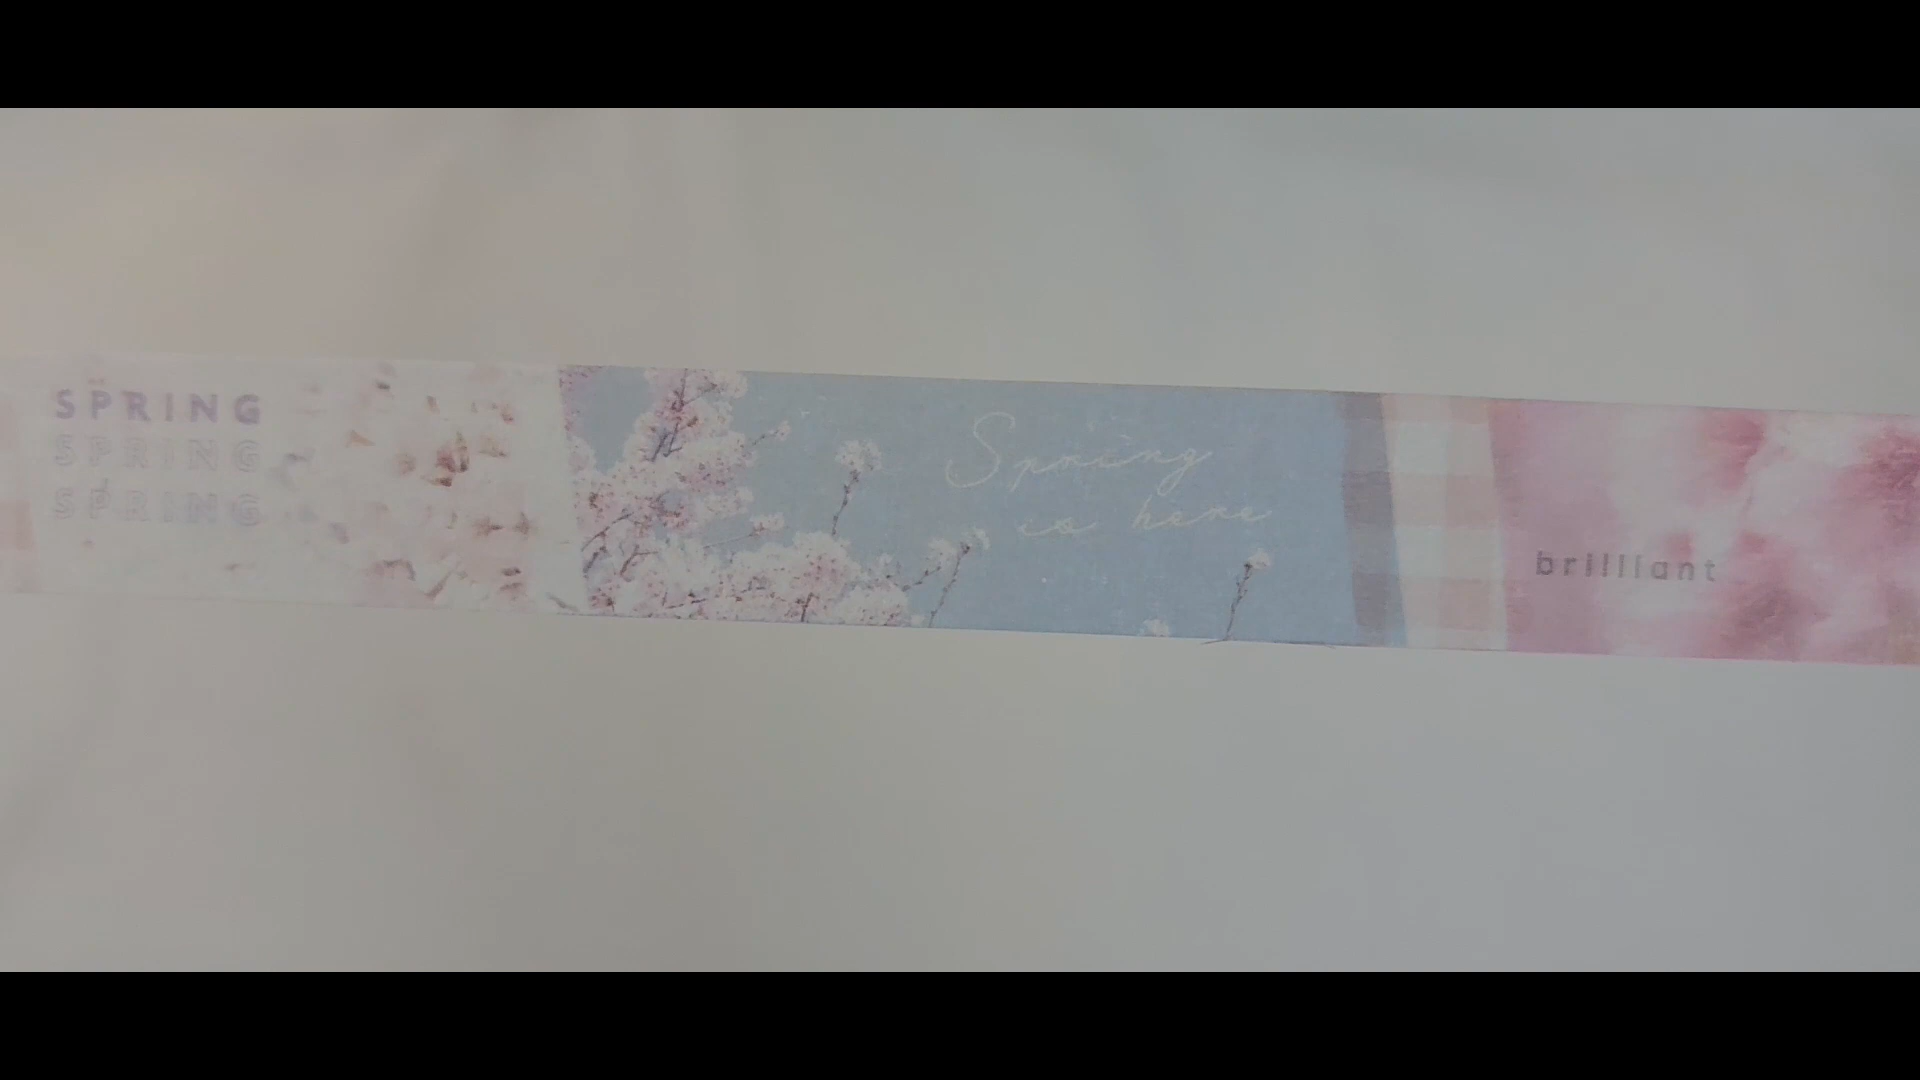 SPRING
SPRING
SPRING
Spring
is here
brilliant